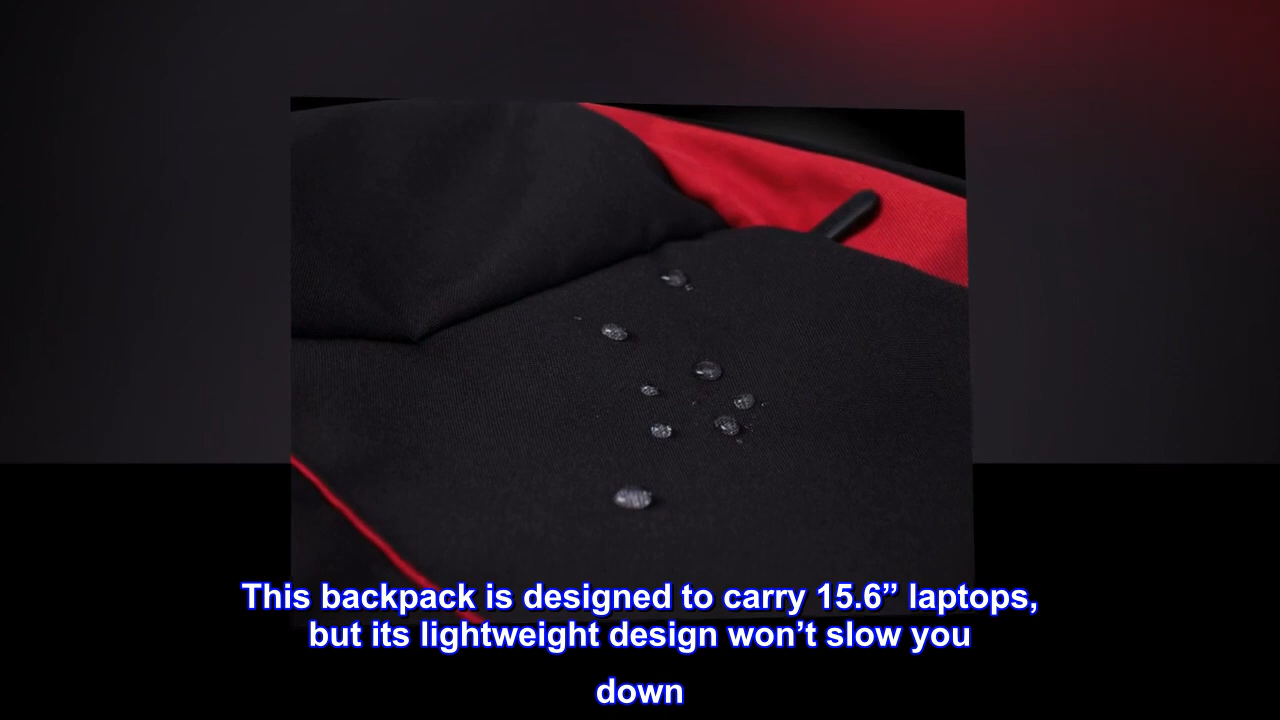 This backpack is designed to carry 15.6” laptops,
but its lightweight design won’t slow you
down